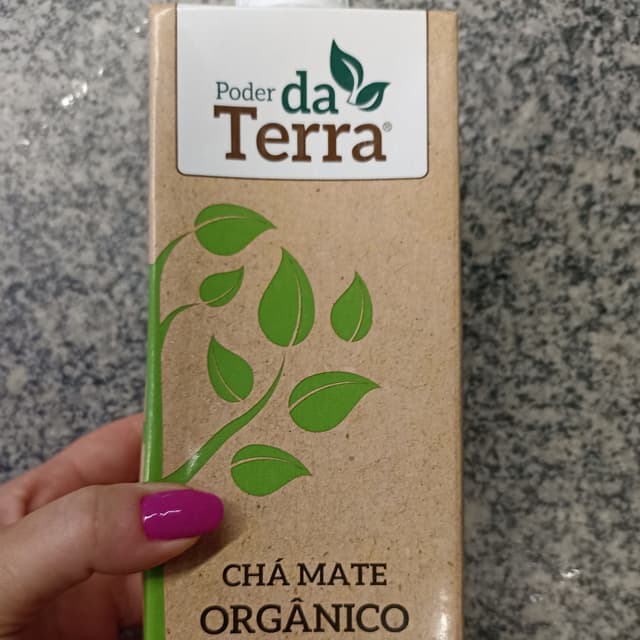 Poder da
Terra®
CHÁ MATE
ORGÂNICO